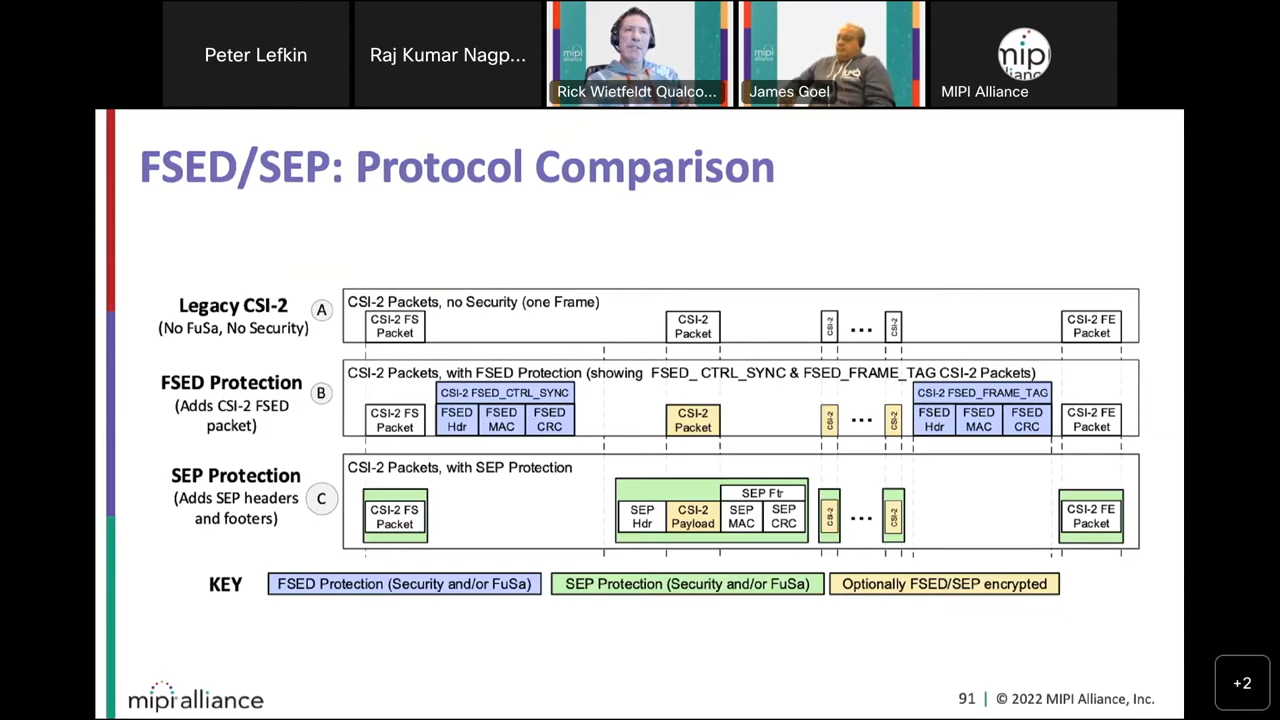 Peter Lefkin
Raj Kumar Nagp...
mipi
Rick Wietfeldt Qualco...
mipi
James Goel
mip
lliance
MIPI Alliance
FSED/SEP: Protocol Comparison
Legacy CSI-2
(No FuSa, No Security)
A
CSI-2 Packets, no Security (one Frame)
CSI-2 FS
Packet
CSI-2
Packet
CSI-2
...
CSI-2
CSI-2 FE
Packet
FSED Protection
(Adds CSI-2 FSED
packet)
B
CSI-2 Packets, with FSED Protection (showing FSED_ CTRL_SYNC & FSED_FRAME_TAG CSI-2 Packets)
CSI-2 FS
Packet
CSI-2 FSED_CTRL_SYNC
FSED
Hdr
FSED
MAC
FSED
CRC
CSI-2
Packet
CSI-2
...
CSI-2
CSI-2 FSED_FRAME_TAG
FSED
Hdr
FSED
MAC
FSED
CRC
CSI-2 FE
Packet
SEP Protection
(Adds SEP headers
and footers)
C
CSI-2 Packets, with SEP Protection
CSI-2 FS
Packet
SEP
Hdr
CSI-2
Payload
SEP Ftr
SEP
MAC
SEP
CRC
CSI-2
...
CSI-2
CSI-2 FE
Packet
KEY
FSED Protection (Security and/or FuSa)
SEP Protection (Security and/or FuSa)
Optionally FSED/SEP encrypted
mipi alliance
91 | © 2022 MIPI Alliance, Inc.
+2